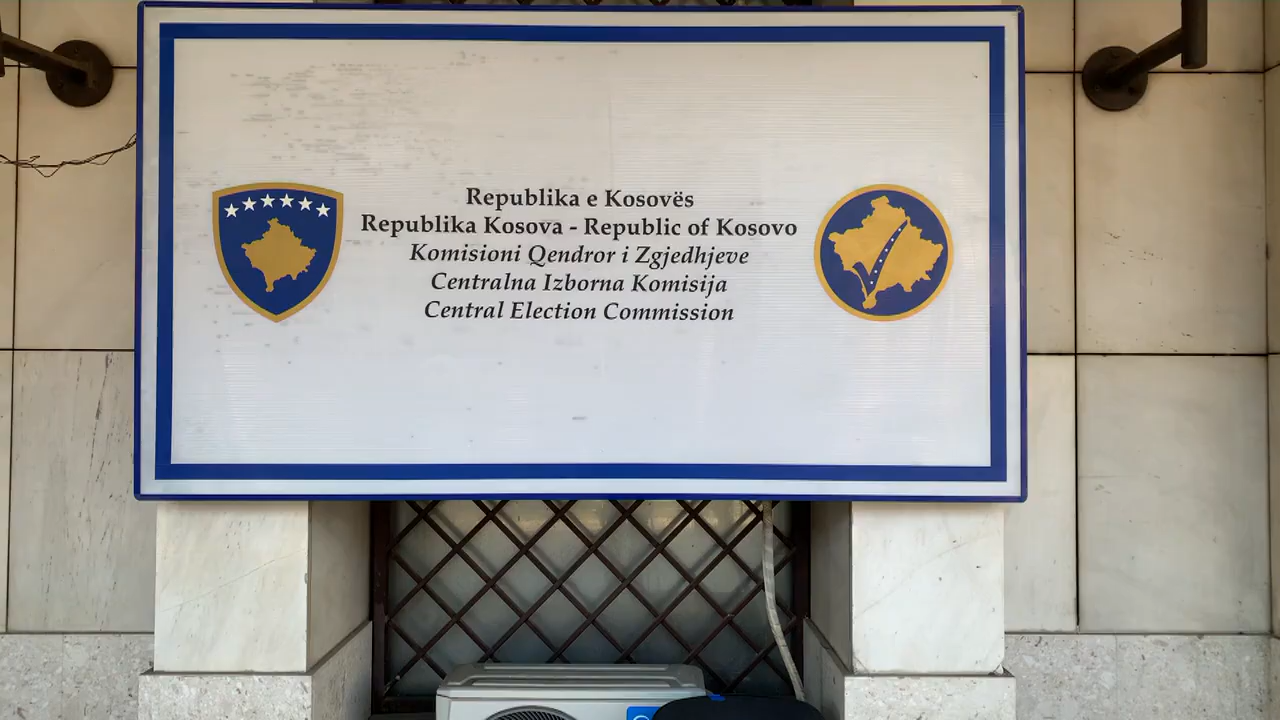 Republika e Kosovës
Republika Kosova - Republic of Kosovo
Komisioni Qendror i Zgjedhjeve
Centralna Izborna Komisija
Central Election Commission